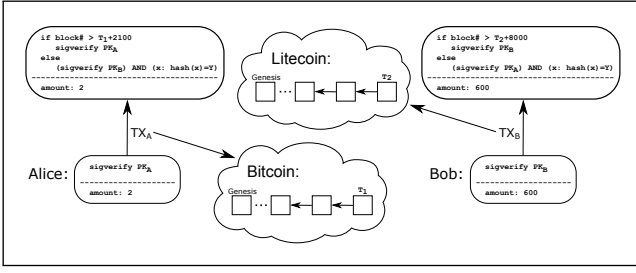 if block# > T1+2100
sigverify PKA
else
(sigverify PKB) AND (x: hash(x)=Y)
amount: 2
TXA
Alice:
sigverify PKA
amount: 2
Litecoin:
Genesis
...
T2
Bitcoin:
Genesis
...
T1
if block# > T2+8000
sigverify PKB
else
(sigverify PKA) AND (x: hash(x)=Y)
amount: 600
TXB
Bob:
sigverify PKB
amount: 600